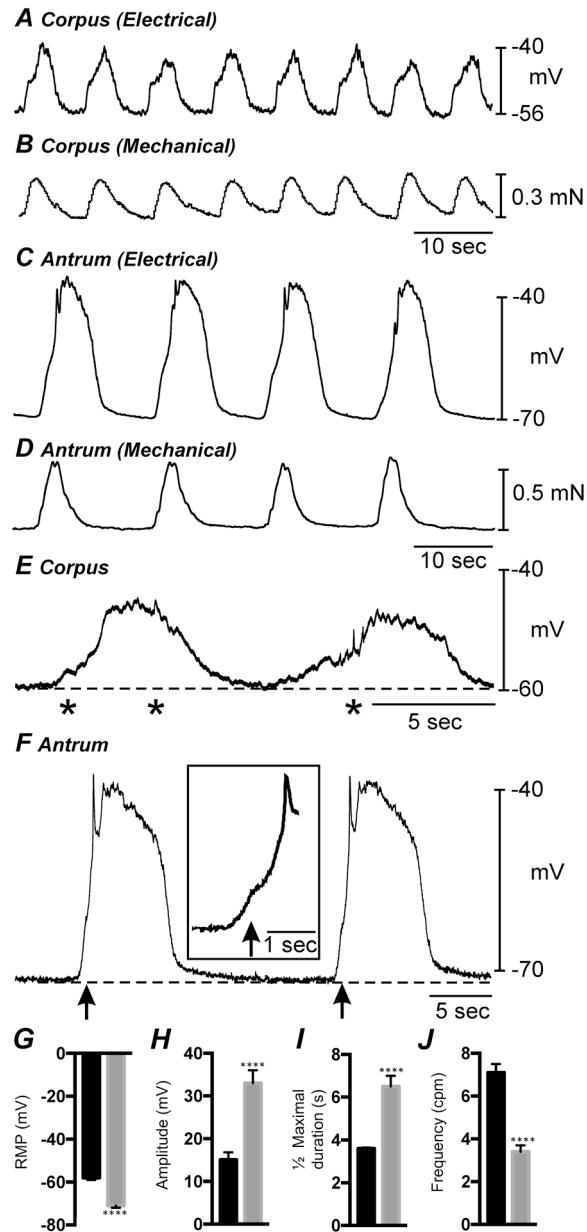 A Corpus (Electrical)
-40
mV
-56
B Corpus (Mechanical)
0.3 mN
10 sec
C Antrum (Electrical)
-40
mV
-70
D Antrum (Mechanical)
0.5 mN
10 sec
E Corpus
-40
mV
-60
* * *
5 sec
F Antrum
-40
mV
-70
1 sec
5 sec
G
RMP (mV)
0
-20
-40
-60
-80
****
H
Amplitude (mV)
40
30
20
10
0
****
I
½ Maximal
duration (s)
8
6
4
2
0
****
J
Frequency (cpm)
8
6
4
2
0
****